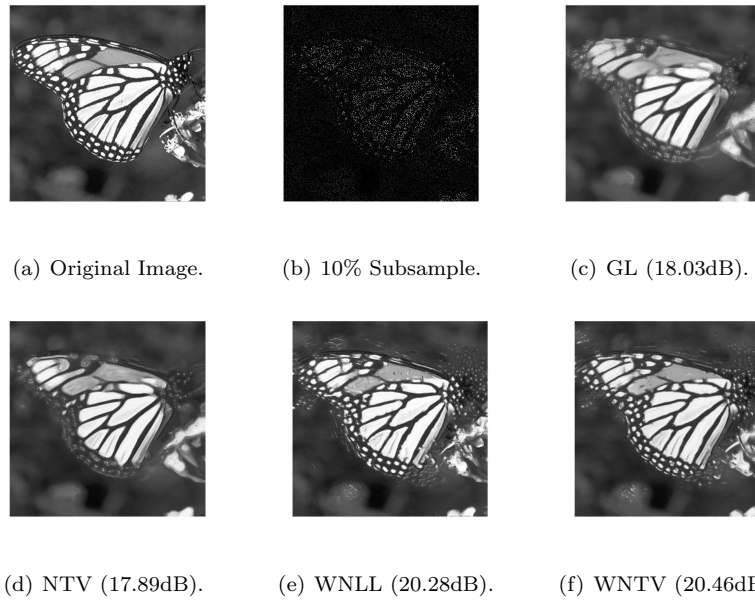 (a) Original Image.
(b) 10% Subsample.
(c) GL (18.03dB).
(d) NTV (17.89dB).
(e) WNLL (20.28dB).
(f) WNTV (20.46dB